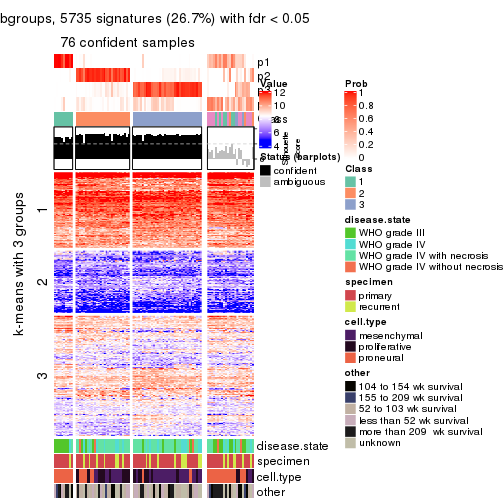 bgroups, 5735 signatures (26.7%) with fdr < 0.05
76 confident samples
p1
p2
Value
12
10
8
6
4
Silhouette
score
Status (barplots)
confident
ambiguous
k-means with 3 groups
1
2
3
disease.state
specimen
cell.type
other
Prob
1
0.8
0.6
0.4
0.2
0
Class
1
2
3
disease.state
WHO grade III
WHO grade IV
WHO grade IV with necrosis
WHO grade IV without necrosis
specimen
primary
recurrent
cell.type
mesenchymal
proliferative
proneural
other
104 to 154 wk survival
155 to 209 wk survival
52 to 103 wk survival
less than 52 wk survival
more than 209 wk survival
unknown